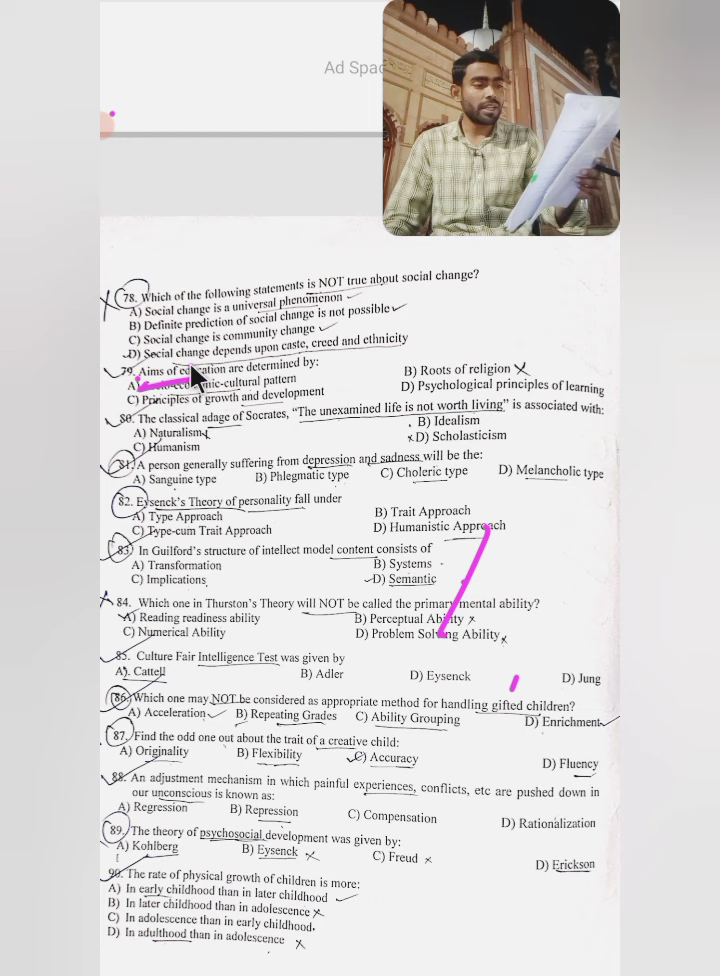 Ad Spac
78. Which of the following statements is NOT true about social change?
A) Social change is a universal phenomenon
B) Definite prediction of social change is not possible
C) Social change is community change
D) Social change depends upon caste, creed and ethnicity
79. Aims of education are determined by:
A) Socio-economic-cultural pattern B) Roots of religion
C) Principles of growth and development D) Psychological principles of learning
80. The classical adage of Socrates, "The unexamined life is not worth living" is associated with:
A) Naturalism B) Idealism
C) Humanism D) Scholasticism
81. A person generally suffering from depression and sadness will be the:
A) Sanguine type B) Phlegmatic type C) Choleric type D) Melancholic type
82. Eysenck's Theory of personality fall under
A) Type Approach B) Trait Approach
C) Type-cum Trait Approach D) Humanistic Approach
83. In Guilford's structure of intellect model content consists of
A) Transformation B) Systems
C) Implications D) Semantic
84. Which one in Thurston's Theory will NOT be called the primary mental ability?
A) Reading readiness ability B) Perceptual Ability
C) Numerical Ability D) Problem Solving Ability
85. Culture Fair Intelligence Test was given by
A). Cattell B) Adler D) Eysenck D) Jung
86. Which one may NOT be considered as appropriate method for handling gifted children?
A) Acceleration B) Repeating Grades C) Ability Grouping D) Enrichment
87. Find the odd one out about the trait of a creative child:
A) Originality B) Flexibility C) Accuracy D) Fluency
88. An adjustment mechanism in which painful experiences, conflicts, etc are pushed down in
our unconscious is known as:
A) Regression B) Repression C) Compensation D) Rationalization
89. The theory of psychosocial development was given by:
A) Kohlberg B) Eysenck C) Freud D) Erickson
90. The rate of physical growth of children is more:
A) In early childhood than in later childhood
B) In later childhood than in adolescence
C) In adolescence than in early childhood.
D) In adulthood than in adolescence